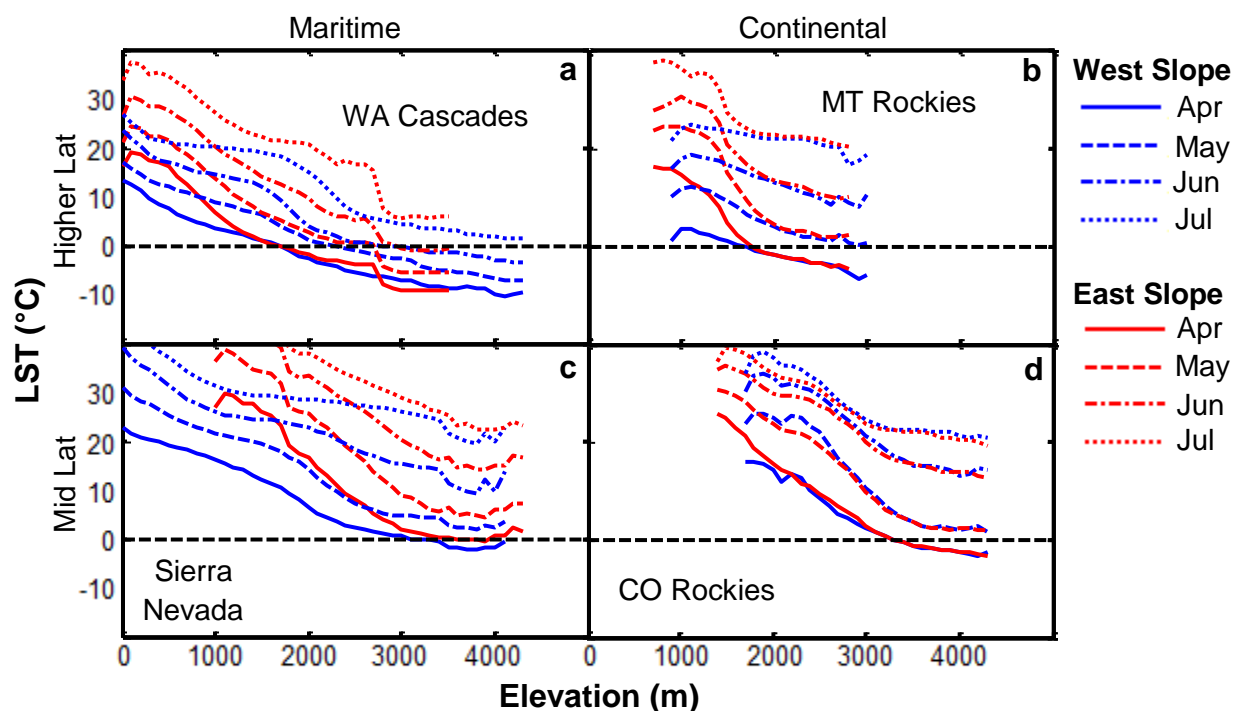 Maritime
Continental
Higher Lat
30
20
10
0
-10
a
WA Cascades
b
MT Rockies
LST (°C)
Mid Lat
30
20
10
0
-10
c
Sierra
Nevada
d
CO Rockies
0 1000 2000 3000 4000
0 1000 2000 3000 4000
Elevation (m)
West Slope
Apr
May
Jun
Jul
East Slope
Apr
May
Jun
Jul